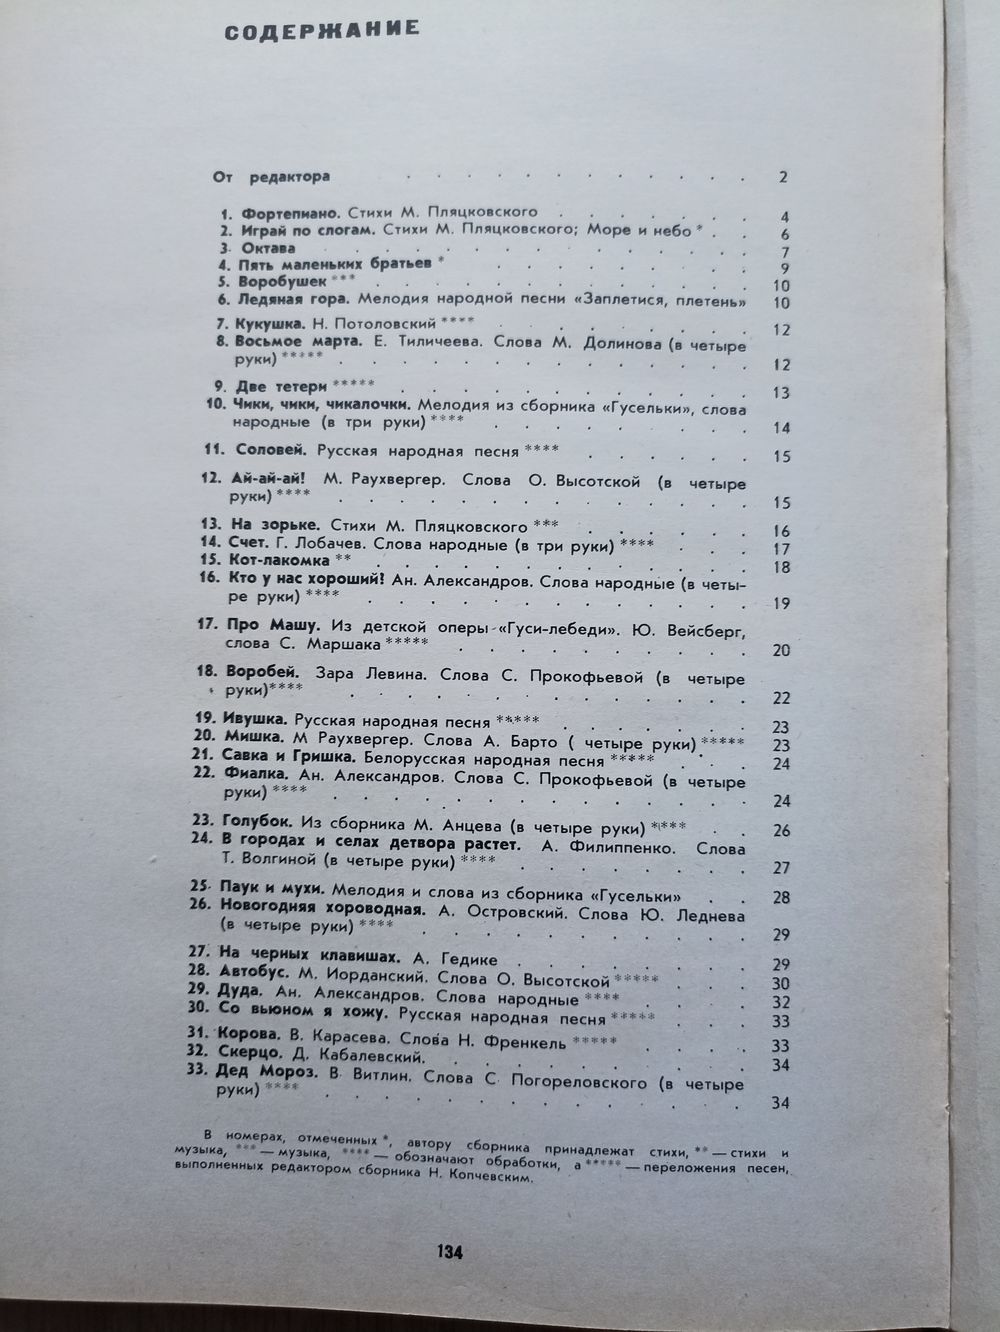 СОДЕРЖАНИЕ
От редактора . . . . . . . . . . . 2
1. Фортепиано. Стихи М. Пляцковского . . . . . . 4
2. Играй по слогам. Стихи М. Пляцковского; Море и небо * . . 6
3. Октава . . . . . . . . . . . . 7
4. Пять маленьких братьев * . . . . . . . . 9
5. Воробушек *** . . . . . . . . . . 10
6. Ледяная гора. Мелодия народной песни «Заплетися, плетень» 10
7. Кукушка. Н. Потоловский **** . . . . . . . 12
8. Восьмое марта. Е. Тиличеева. Слова М. Долинова (в четыре
руки) ***** . . . . . . . . . . . 12
9. Две тетери ***** . . . . . . . . . 13
10. Чики, чики, чикалочки. Мелодия из сборника «Гусельки», слова
народные (в три руки) **** . . . . . . . 14
11. Соловей. Русская народная песня **** . . . . . 15
12. Ай-ай-ай! М. Раухвергер. Слова О. Высотской (в четыре
руки) **** . . . . . . . . . . . 15
13. На зорьке. Стихи М. Пляцковского *** . . . . . 16
14. Счет. Г. Лобачев. Слова народные (в три руки) **** . . . 17
15. Кот-лакомка ** . . . . . . . . . . 18
16. Кто у нас хороший! Ан. Александров. Слова народные (в четы-
ре руки) **** . . . . . . . . . . 19
17. Про Машу. Из детской оперы «Гуси-лебеди». Ю. Вейсберг,
слова С. Маршака ***** . . . . . . . . 20
18. Воробей. Зара Левина. Слова С. Прокофьевой (в четыре
руки)**** . . . . . . . . . . . 22
19. Ивушка. Русская народная песня ***** . . . . . 23
20. Мишка. М Раухвергер. Слова А. Барто ( четыре руки) ***** 23
21. Савка и Гришка. Белорусская народная песня ***** . . . 24
22. Фиалка. Ан. Александров. Слова С. Прокофьевой (в четыре
руки) **** . . . . . . . . . . . 24
23. Голубок. Из сборника М. Анцева (в четыре руки) **** . . 26
24. В городах и селах детвора растет. А. Филиппенко. Слова
Т. Волгиной (в четыре руки) **** . . . . . . 27
25. Паук и мухи. Мелодия и слова из сборника «Гусельки» . . 28
26. Новогодняя хороводная. А. Островский. Слова Ю. Леднева
(в четыре руки) **** . . . . . . . . . 29
27. На черных клавишах. А. Гедике . . . . . . . 29
28. Автобус. М. Иорданский. Слова О. Высотской ***** . . . 30
29. Дуда. Ан. Александров. Слова народные **** . . . . 32
30. Со вьюном я хожу. Русская народная песня ***** . . . 33
31. Корова. В. Карасева. Слова Н. Френкель ***** . . . . 33
32. Скерцо. Д. Кабалевский. . . . . . . . . . 34
33. Дед Мороз. В Витлин. Слова С. Погореловского (в четыре
руки) **** . . . . . . . . . . . 34
В номерах, отмеченных *, автору сборника принадлежат стихи, ** — стихи и
музыка, *** — музыка, **** — обозначают обработки, а ***** — переложения песен,
выполненных редактором сборника Н. Копчевским.
134